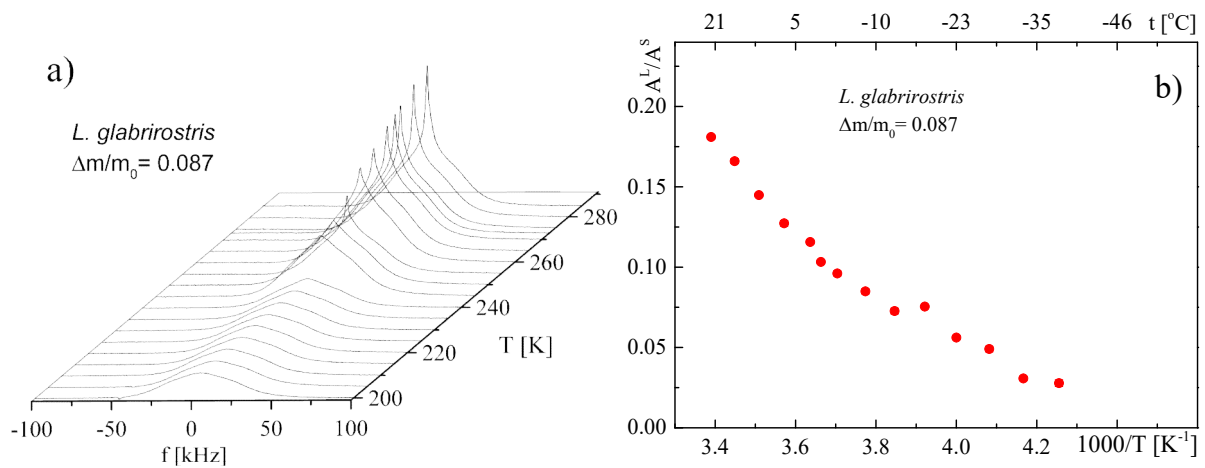 a)
L. glabrirostris
Δm/m₀= 0.087
280
260
240
220
200
T [K]
-100 -50 0 50 100
f [kHz]
21 5 -10 -23 -35 -46 t [°C]
b)
L. glabrirostris
Δm/m₀= 0.087
Aᴸ/Aˢ
0.20
0.15
0.10
0.05
0.00
3.4 3.6 3.8 4.0 4.2 1000/T [K⁻¹]